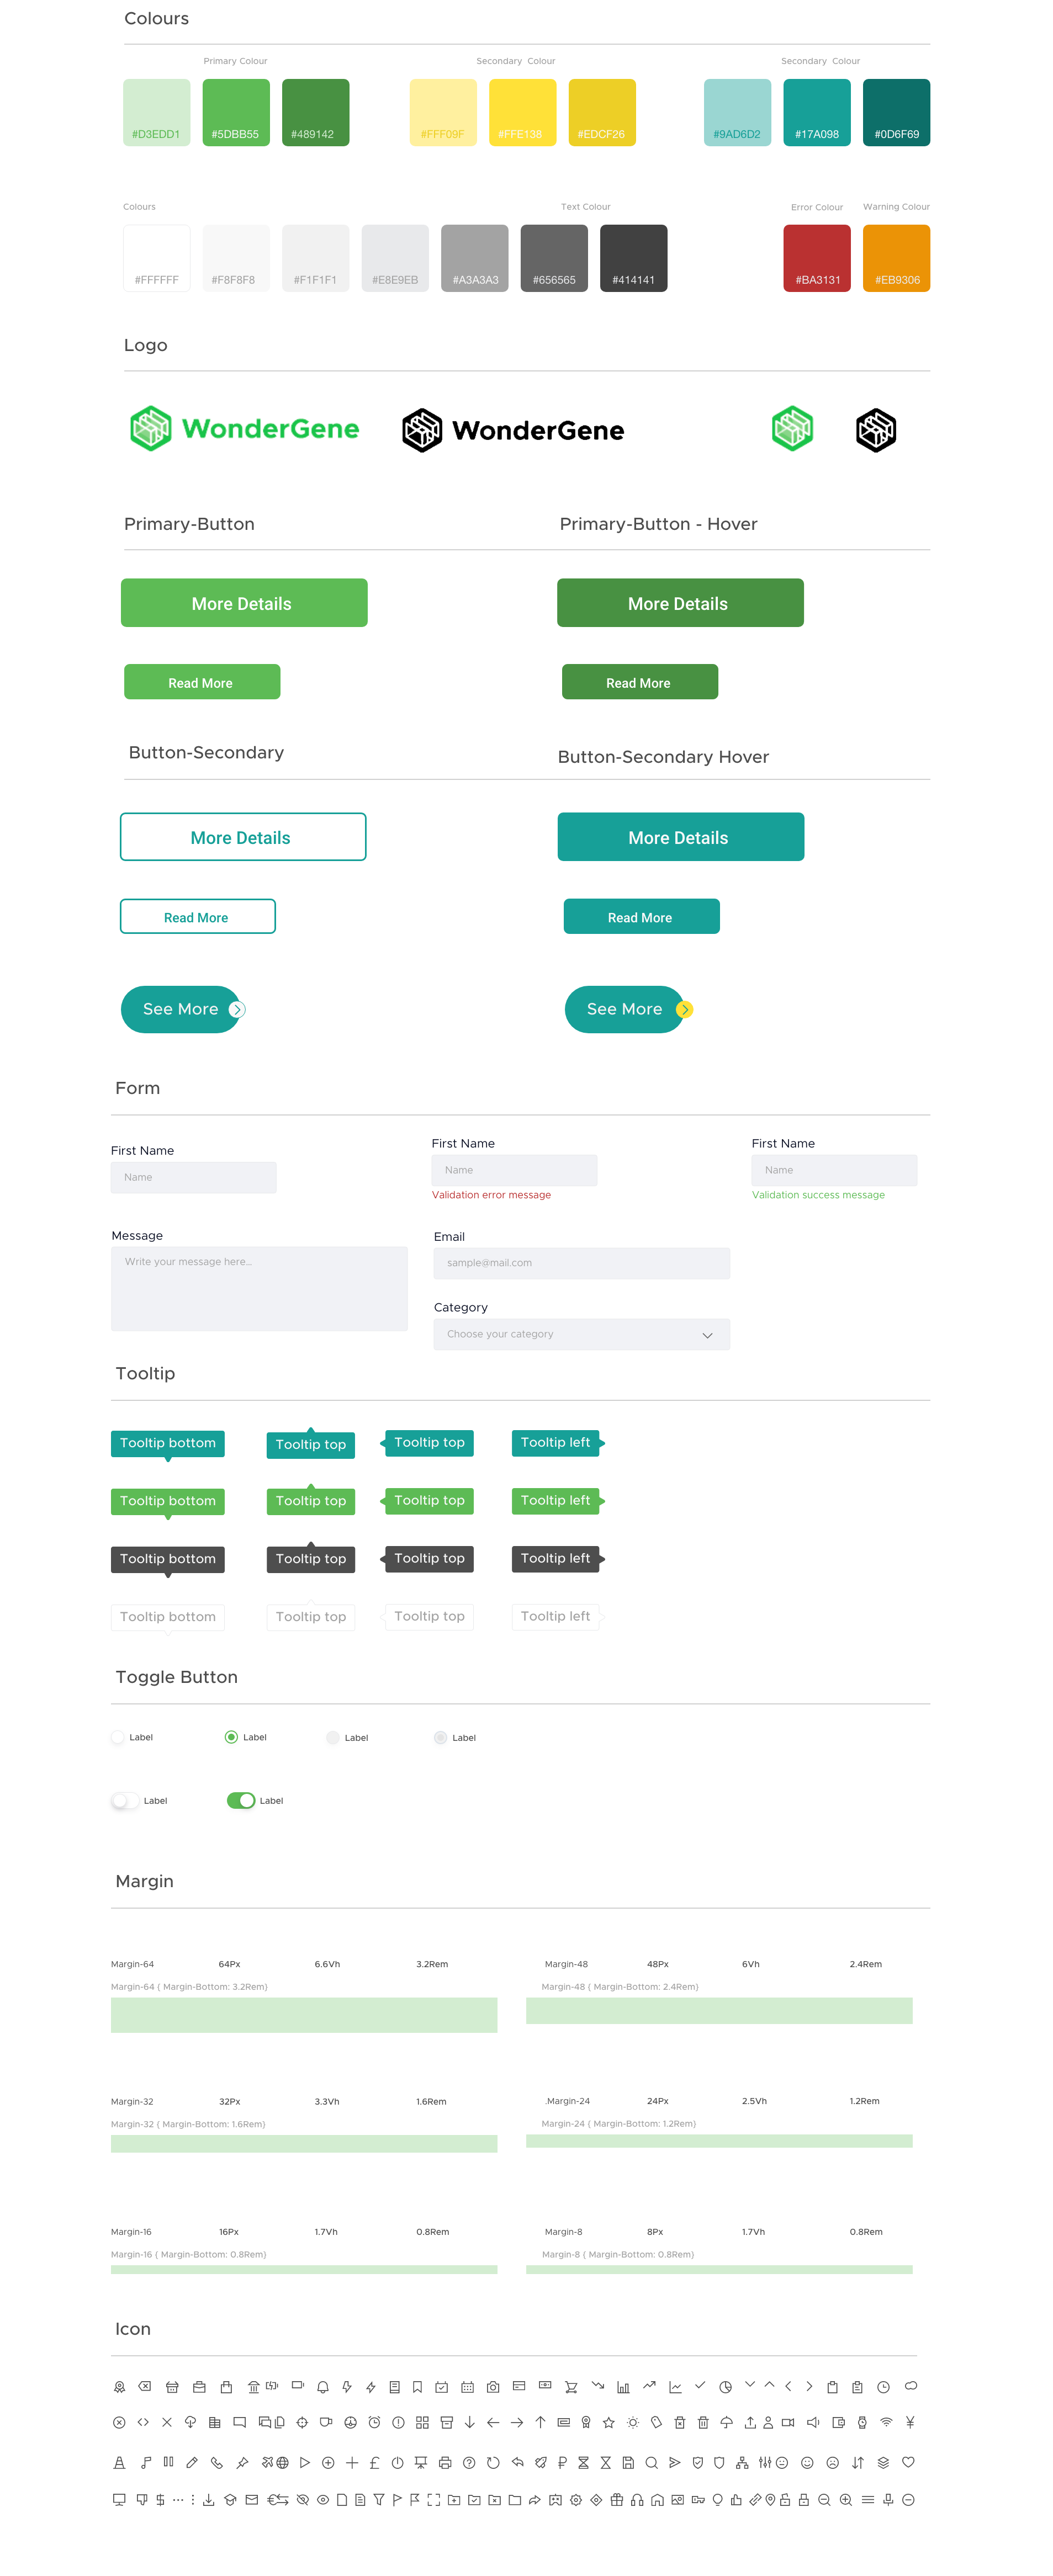 Colours
Primary Colour
Secondary Colour
Secondary Colour
#D3EDD1
#5DBB55
#489142
#FFF09F
#FFE138
#EDCF26
#9AD6D2
#17A098
#0D6F69
Colours
Text Colour
Error Colour
Warning Colour
#FFFFFF
#F8F8F8
#F1F1F1
#E8E9EB
#A3A3A3
#656565
#414141
#BA3131
#EB9306
Logo
WonderGene
WonderGene
Primary-Button
Primary-Button - Hover
More Details
More Details
Read More
Read More
Button-Secondary
Button-Secondary Hover
More Details
More Details
Read More
Read More
See More
See More
Form
First Name
First Name
First Name
Name
Name
Name
Validation error message
Validation success message
Message
Email
Write your message here...
sample@mail.com
Category
Choose your category
Tooltip
Tooltip bottom
Tooltip top
Tooltip top
Tooltip left
Tooltip bottom
Tooltip top
Tooltip top
Tooltip left
Tooltip bottom
Tooltip top
Tooltip top
Tooltip left
Tooltip bottom
Tooltip top
Tooltip top
Tooltip left
Toggle Button
Label
Label
Label
Label
Label
Label
Margin
Margin-64
64Px
6.6Vh
3.2Rem
Margin-48
48Px
6Vh
2.4Rem
Margin-64 { Margin-Bottom: 3.2Rem}
Margin-48 { Margin-Bottom: 2.4Rem}
Margin-32
32Px
3.3Vh
1.6Rem
.Margin-24
24Px
2.5Vh
1.2Rem
Margin-32 { Margin-Bottom: 1.6Rem}
Margin-24 { Margin-Bottom: 1.2Rem}
Margin-16
16Px
1.7Vh
0.8Rem
Margin-8
8Px
1.7Vh
0.8Rem
Margin-16 { Margin-Bottom: 0.8Rem}
Margin-8 { Margin-Bottom: 0.8Rem}
Icon